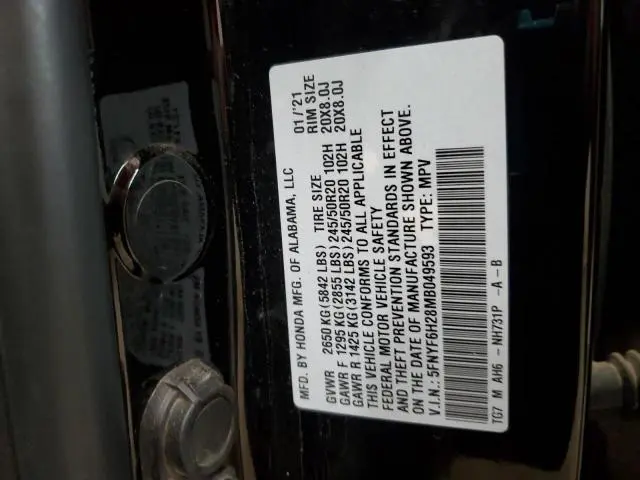 MFD. BY HONDA MFG. OF ALABAMA, LLC 01/'21
TIRE SIZE RIM SIZE
GVWR 2650 KG(5842 LBS)
GAWR F 1295 KG(2855 LBS) 245/50R20 102H 20X8.0J
GAWR R 1425 KG(3142 LBS) 245/50R20 102H 20X8.0J
THIS VEHICLE CONFORMS TO ALL APPLICABLE
FEDERAL MOTOR VEHICLE SAFETY
AND THEFT PREVENTION STANDARDS IN EFFECT
ON THE DATE OF MANUFACTURE SHOWN ABOVE.
V.I.N.: 5FNYF6H28MB049593 TYPE: MPV
TG7 M AH6 -NH731P -A -B